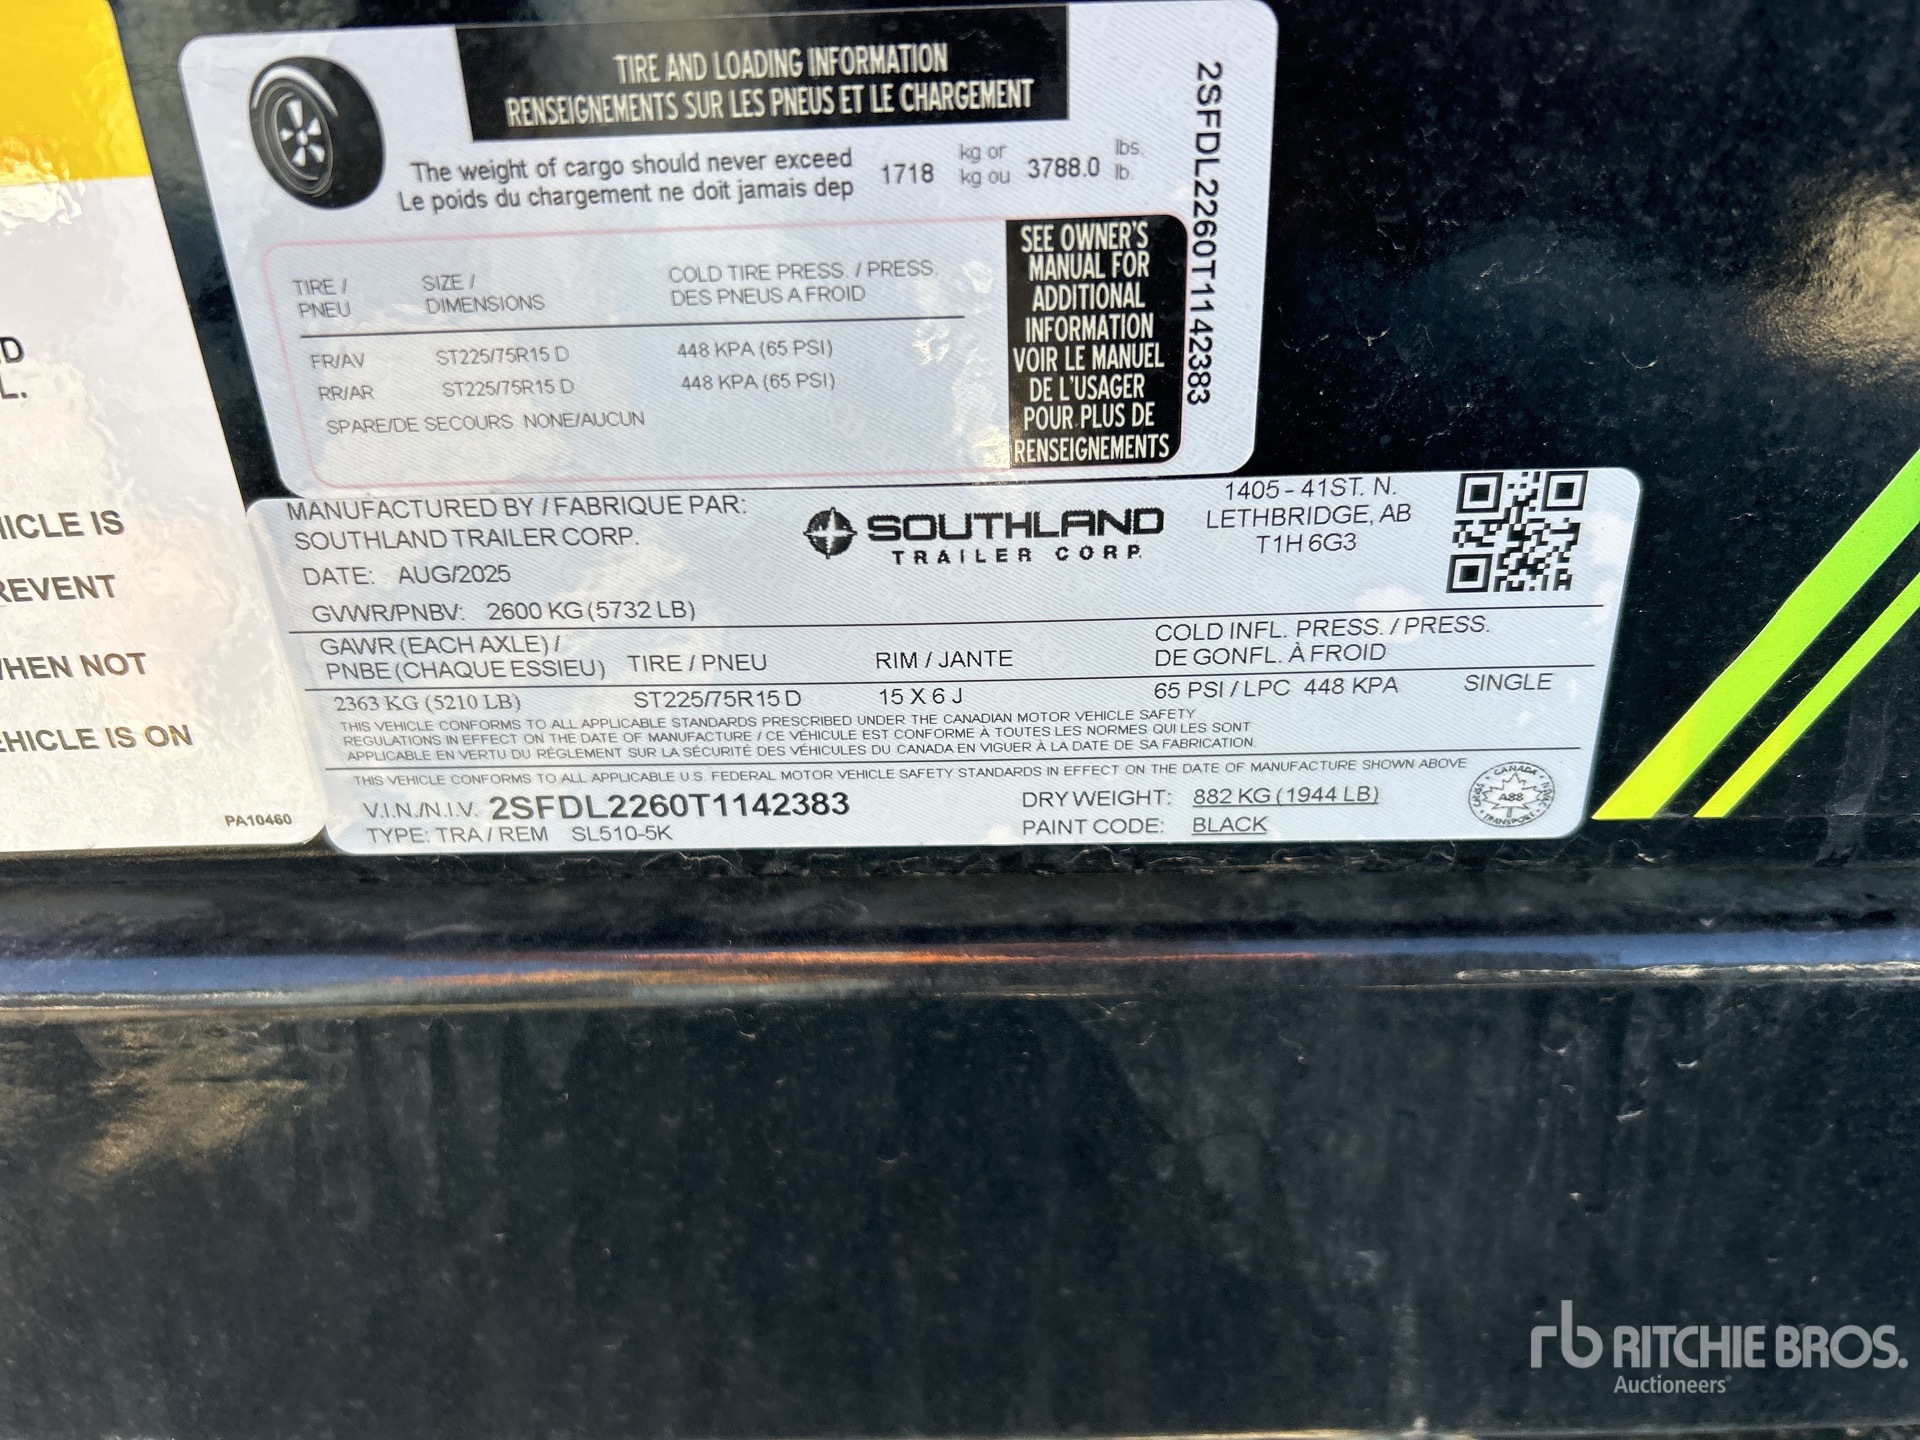 TIRE AND LOADING INFORMATION
RENSEIGNEMENTS SUR LES PNEUS ET LE CHARGEMENT
The weight of cargo should never exceed 1718 kg or 3788.0 lbs.
Le poids du chargement ne doit jamais dep kg ou lb.
TIRE / SIZE / COLD TIRE PRESS. / PRESS.
PNEU DIMENSIONS DES PNEUS A FROID
FR/AV ST225/75R15 D 448 KPA (65 PSI)
RR/AR ST225/75R15 D 448 KPA (65 PSI)
SPARE/DE SECOURS NONE/AUCUN
SEE OWNER'S
MANUAL FOR
ADDITIONAL
INFORMATION
VOIR LE MANUEL
DE L'USAGER
POUR PLUS DE
RENSEIGNEMENTS
2SFDL2260T1142383
MANUFACTURED BY / FABRIQUE PAR:
SOUTHLAND TRAILER CORP.
DATE: AUG/2025
GVWR/PNBV: 2600 KG (5732 LB)
SOUTHLAND
TRAILER CORP.
1405 - 41ST. N.
LETHBRIDGE, AB
T1H 6G3
GAWR (EACH AXLE) /
PNBE (CHAQUE ESSIEU) TIRE / PNEU RIM / JANTE
COLD INFL. PRESS. / PRESS.
DE GONFL. À FROID
2363 KG (5210 LB) ST225/75R15 D 15 X 6 J 65 PSI / LPC 448 KPA SINGLE
THIS VEHICLE CONFORMS TO ALL APPLICABLE STANDARDS PRESCRIBED UNDER THE CANADIAN MOTOR VEHICLE SAFETY
REGULATIONS IN EFFECT ON THE DATE OF MANUFACTURE / CE VÉHICULE EST CONFORME À TOUTES LES NORMES QUI LES SONT
APPLICABLE EN VERTU DU RÉGLEMENT SUR LA SÉCURITÉ DES VÉHICULES DU CANADA EN VIGUER À LA DATE DE SA FABRICATION.
THIS VEHICLE CONFORMS TO ALL APPLICABLE U.S. FEDERAL MOTOR VEHICLE SAFETY STANDARDS IN EFFECT ON THE DATE OF MANUFACTURE SHOWN ABOVE
V.I.N./N.I.V. 2SFDL2260T1142383 DRY WEIGHT: 882 KG (1944 LB)
TYPE: TRA / REM SL510-5K PAINT CODE: BLACK
CANADA
A88
TRANSPORT
D
L.
HICLE IS
REVENT
WHEN NOT
EHICLE IS ON
PA10460
rb RITCHIE BROS.
Auctioneers